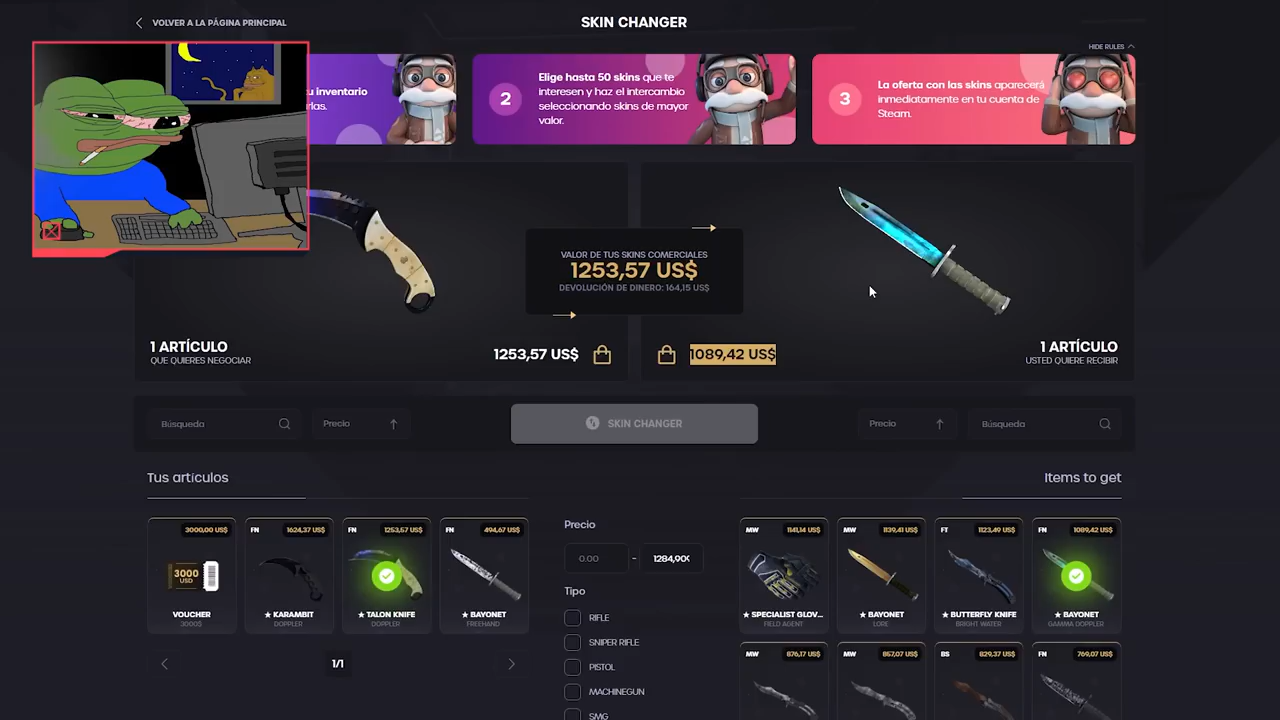 VOLVER A LA PÁGINA PRINCIPAL
SKIN CHANGER
HIDE RULES
tu inventario
rlas.
2
Elige hasta 50 skins que te
interesen y haz el intercambio
seleccionando skins de mayor
valor.
3
La oferta con las skins aparecerá
inmediatamente en tu cuenta de
Steam.
VALOR DE TUS SKINS COMERCIALES
1253,57 US$
DEVOLUCIÓN DE DINERO: 164,15 US$
1 ARTÍCULO
QUE QUIERES NEGOCIAR
1253,57 US$
1089,42 US$
1 ARTÍCULO
USTED QUIERE RECIBIR
Búsqueda
Precio
SKIN CHANGER
Precio
Búsqueda
Tus artículos
Items to get
3000,00 US$
3000
USD
VOUCHER
3000$
FN 1624,37 US$
★ KARAMBIT
DOPPLER
FN 1253,57 US$
★ TALON KNIFE
DOPPLER
FN 494,67 US$
★ BAYONET
FREEHAND
1/1
Precio
0.00 - 1284,90
Tipo
RIFLE
SNIPER RIFLE
PISTOL
MACHINEGUN
SMG
MW 1141,14 US$
★ SPECIALIST GLOV...
FIELD AGENT
MW 1139,41 US$
★ BAYONET
LORE
FT 1123,49 US$
★ BUTTERFLY KNIFE
BRIGHT WATER
FN 1089,42 US$
★ BAYONET
GAMMA DOPPLER
MW 876,17 US$
MW 857,07 US$
BS 829,37 US$
FN 769,07 US$